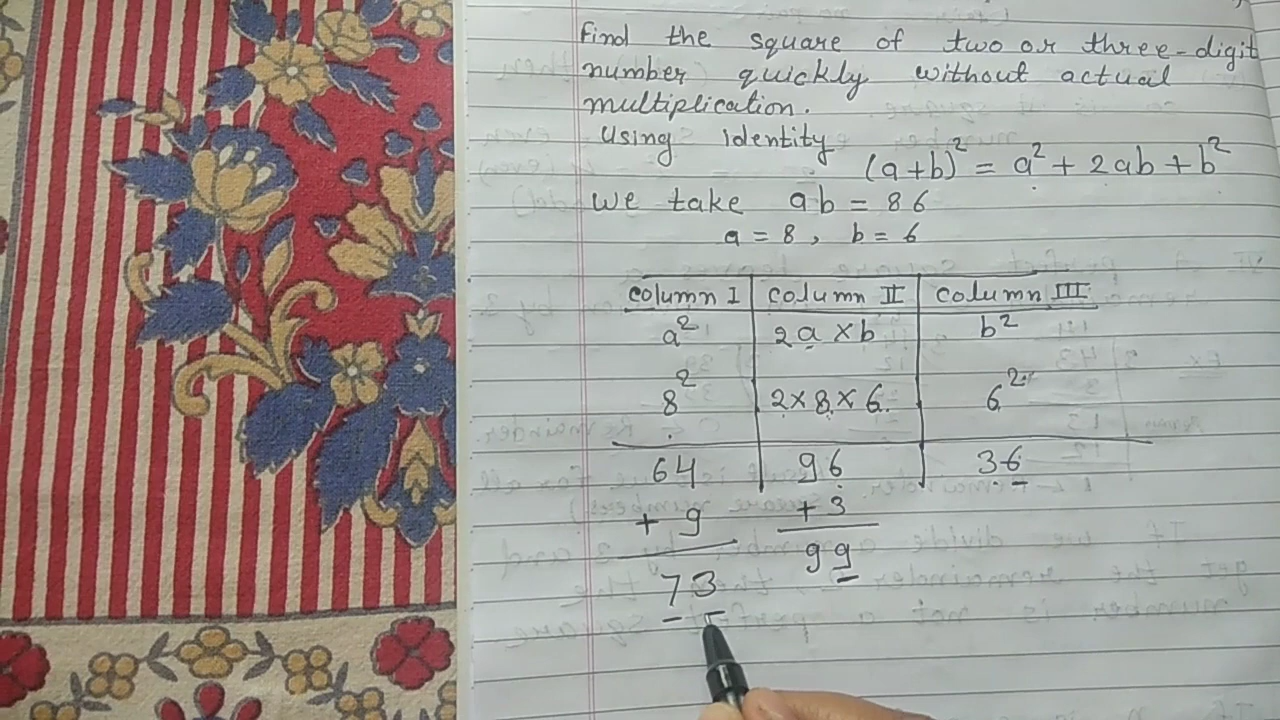 Find the square of two or three-digit
number quickly without actual
multiplication.
Using Identity
(a+b)² = a² + 2ab + b²
We take ab = 86
a = 8, b = 6
column I column II column III
a² 2a×b b²
8² 2×8×6 6²
64 96 36
+ 9 + 3
99
73